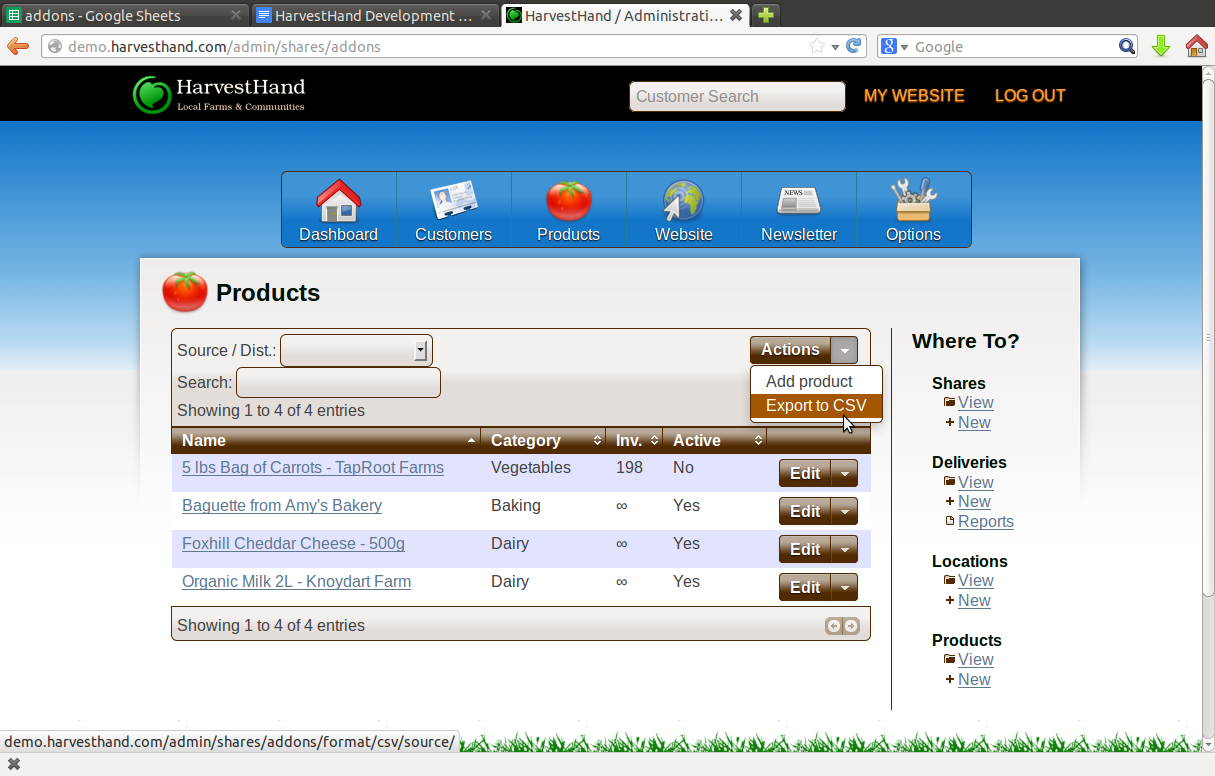 addons - Google Sheets
HarvestHand Development ...
HarvestHand / Administrati...
demo.harvesthand.com/admin/shares/addons
Google
HarvestHand
Local Farms & Communities
Customer Search
MY WEBSITE
LOG OUT
NEWS
Dashboard
Customers
Products
Website
Newsletter
Options
Products
Source / Dist.:
Actions
Add product
Export to CSV
Search:
Showing 1 to 4 of 4 entries
Name Category Inv. Active
5 lbs Bag of Carrots - TapRoot Farms Vegetables 198 No Edit
Baguette from Amy's Bakery Baking ∞ Yes Edit
Foxhill Cheddar Cheese - 500g Dairy ∞ Yes Edit
Organic Milk 2L - Knoydart Farm Dairy ∞ Yes Edit
Showing 1 to 4 of 4 entries
Where To?
Shares
View
New
Deliveries
View
New
Reports
Locations
View
New
Products
View
New
demo.harvesthand.com/admin/shares/addons/format/csv/source/